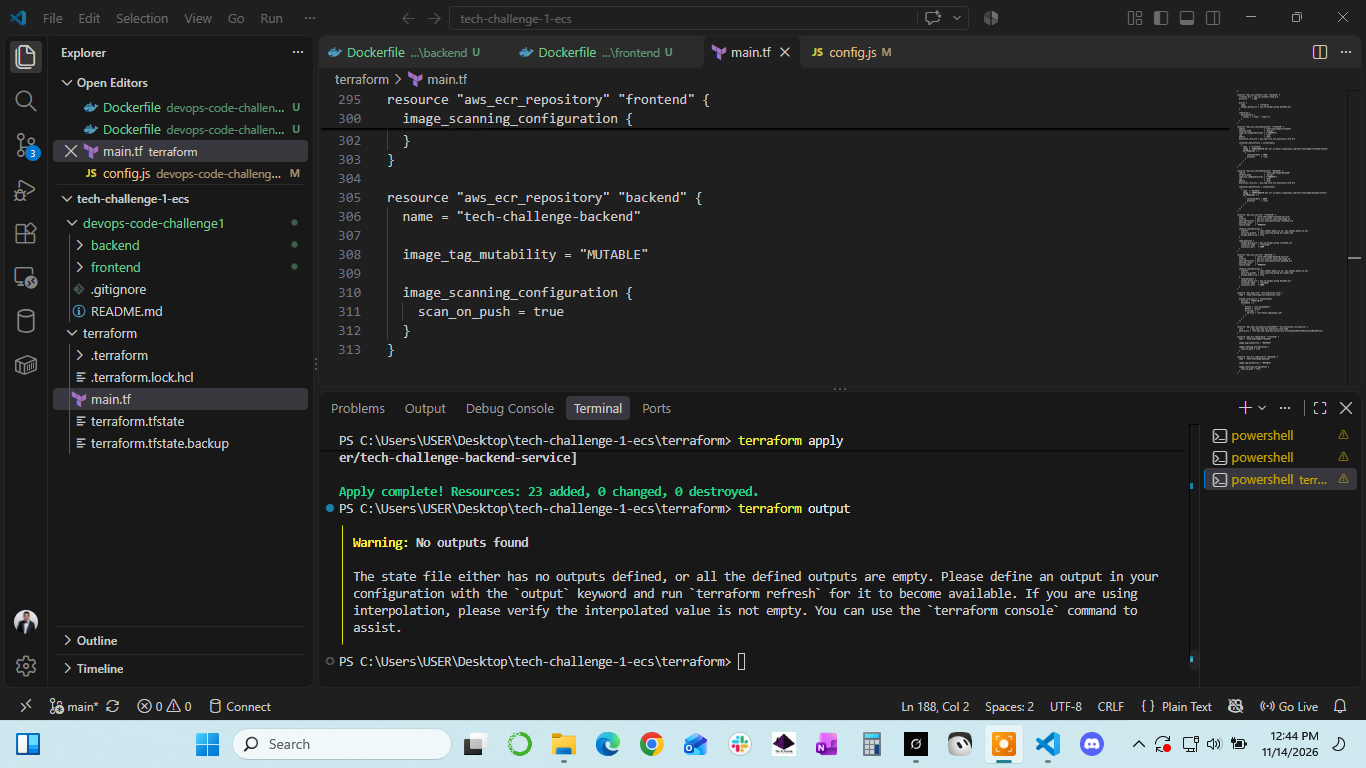 File Edit Selection View Go Run ···
tech-challenge-1-ecs
Explorer
Open Editors
Dockerfile devops-code-challen... U
Dockerfile devops-code-challen... U
main.tf terraform
JS config.js devops-code-challeng... M
tech-challenge-1-ecs
devops-code-challenge1
backend
frontend
.gitignore
README.md
terraform
.terraform
.terraform.lock.hcl
main.tf
terraform.tfstate
terraform.tfstate.backup
Outline
Timeline
3
Dockerfile ...\backend U
Dockerfile ...\frontend U
main.tf
JS config.js M
terraform > main.tf
295 resource "aws_ecr_repository" "frontend" {
300 image_scanning_configuration {
302 }
303 }
304
305 resource "aws_ecr_repository" "backend" {
306 name = "tech-challenge-backend"
307
308 image_tag_mutability = "MUTABLE"
309
310 image_scanning_configuration {
311 scan_on_push = true
312 }
313 }
Problems Output Debug Console Terminal Ports
PS C:\Users\USER\Desktop\tech-challenge-1-ecs\terraform> terraform apply
er/tech-challenge-backend-service]
Apply complete! Resources: 23 added, 0 changed, 0 destroyed.
PS C:\Users\USER\Desktop\tech-challenge-1-ecs\terraform> terraform output
Warning: No outputs found
The state file either has no outputs defined, or all the defined outputs are empty. Please define an output in your
configuration with the `output` keyword and run `terraform refresh` for it to become available. If you are using
interpolation, please verify the interpolated value is not empty. You can use the `terraform console` command to
assist.
PS C:\Users\USER\Desktop\tech-challenge-1-ecs\terraform>
powershell
powershell
powershell terr...
main* 0 0 Connect
Ln 188, Col 2 Spaces: 2 UTF-8 CRLF { } Plain Text Go Live
Search
12:44 PM
11/14/2026